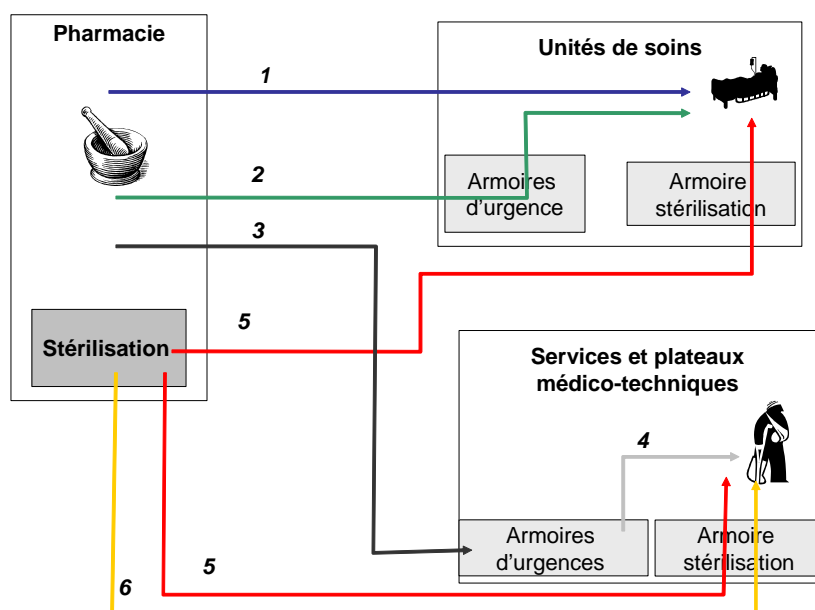 Pharmacie
Unités de soins
1
2
Armoires
d'urgence
Armoire
stérilisation
3
5
Stérilisation
Services et plateaux
médico-techniques
4
Armoires
d'urgences
Armoire
stérilisation
5
6